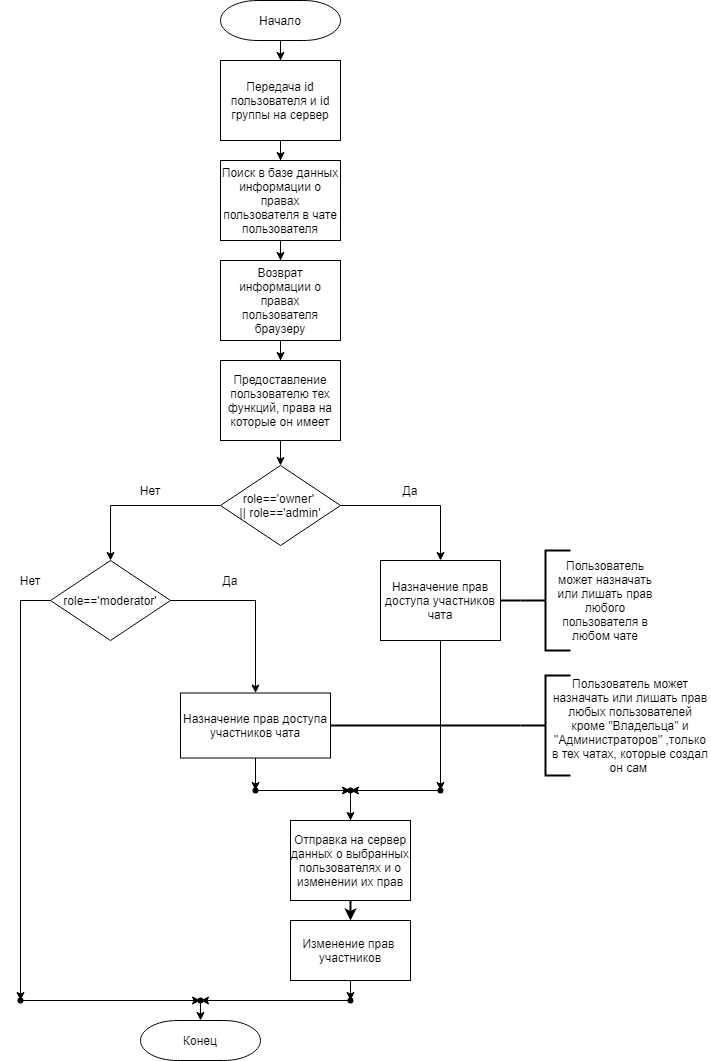 Начало
Передача id
пользователя и id
группы на сервер
Поиск в базе данных
информации о
правах
пользователя в чате
пользователя
Возврат
информации о
правах
пользователя
браузеру
Предоставление
пользователю тех
функций, права на
которые он имеет
Нет
Да
role=='owner'
|| role=='admin'
Нет
Да
role=='moderator'
Назначение прав
доступа участников
чата
Пользователь
может назначать
или лишать прав
любого
пользователя в
любом чате
Назначение прав доступа
участников чата
Пользователь может
назначать или лишать прав
любых пользователей
кроме "Владельца" и
"Администраторов" ,только
в тех чатах, которые создал
он сам
Отправка на сервер
данных о выбранных
пользователях и о
изменении их прав
Изменение прав
участников
Конец